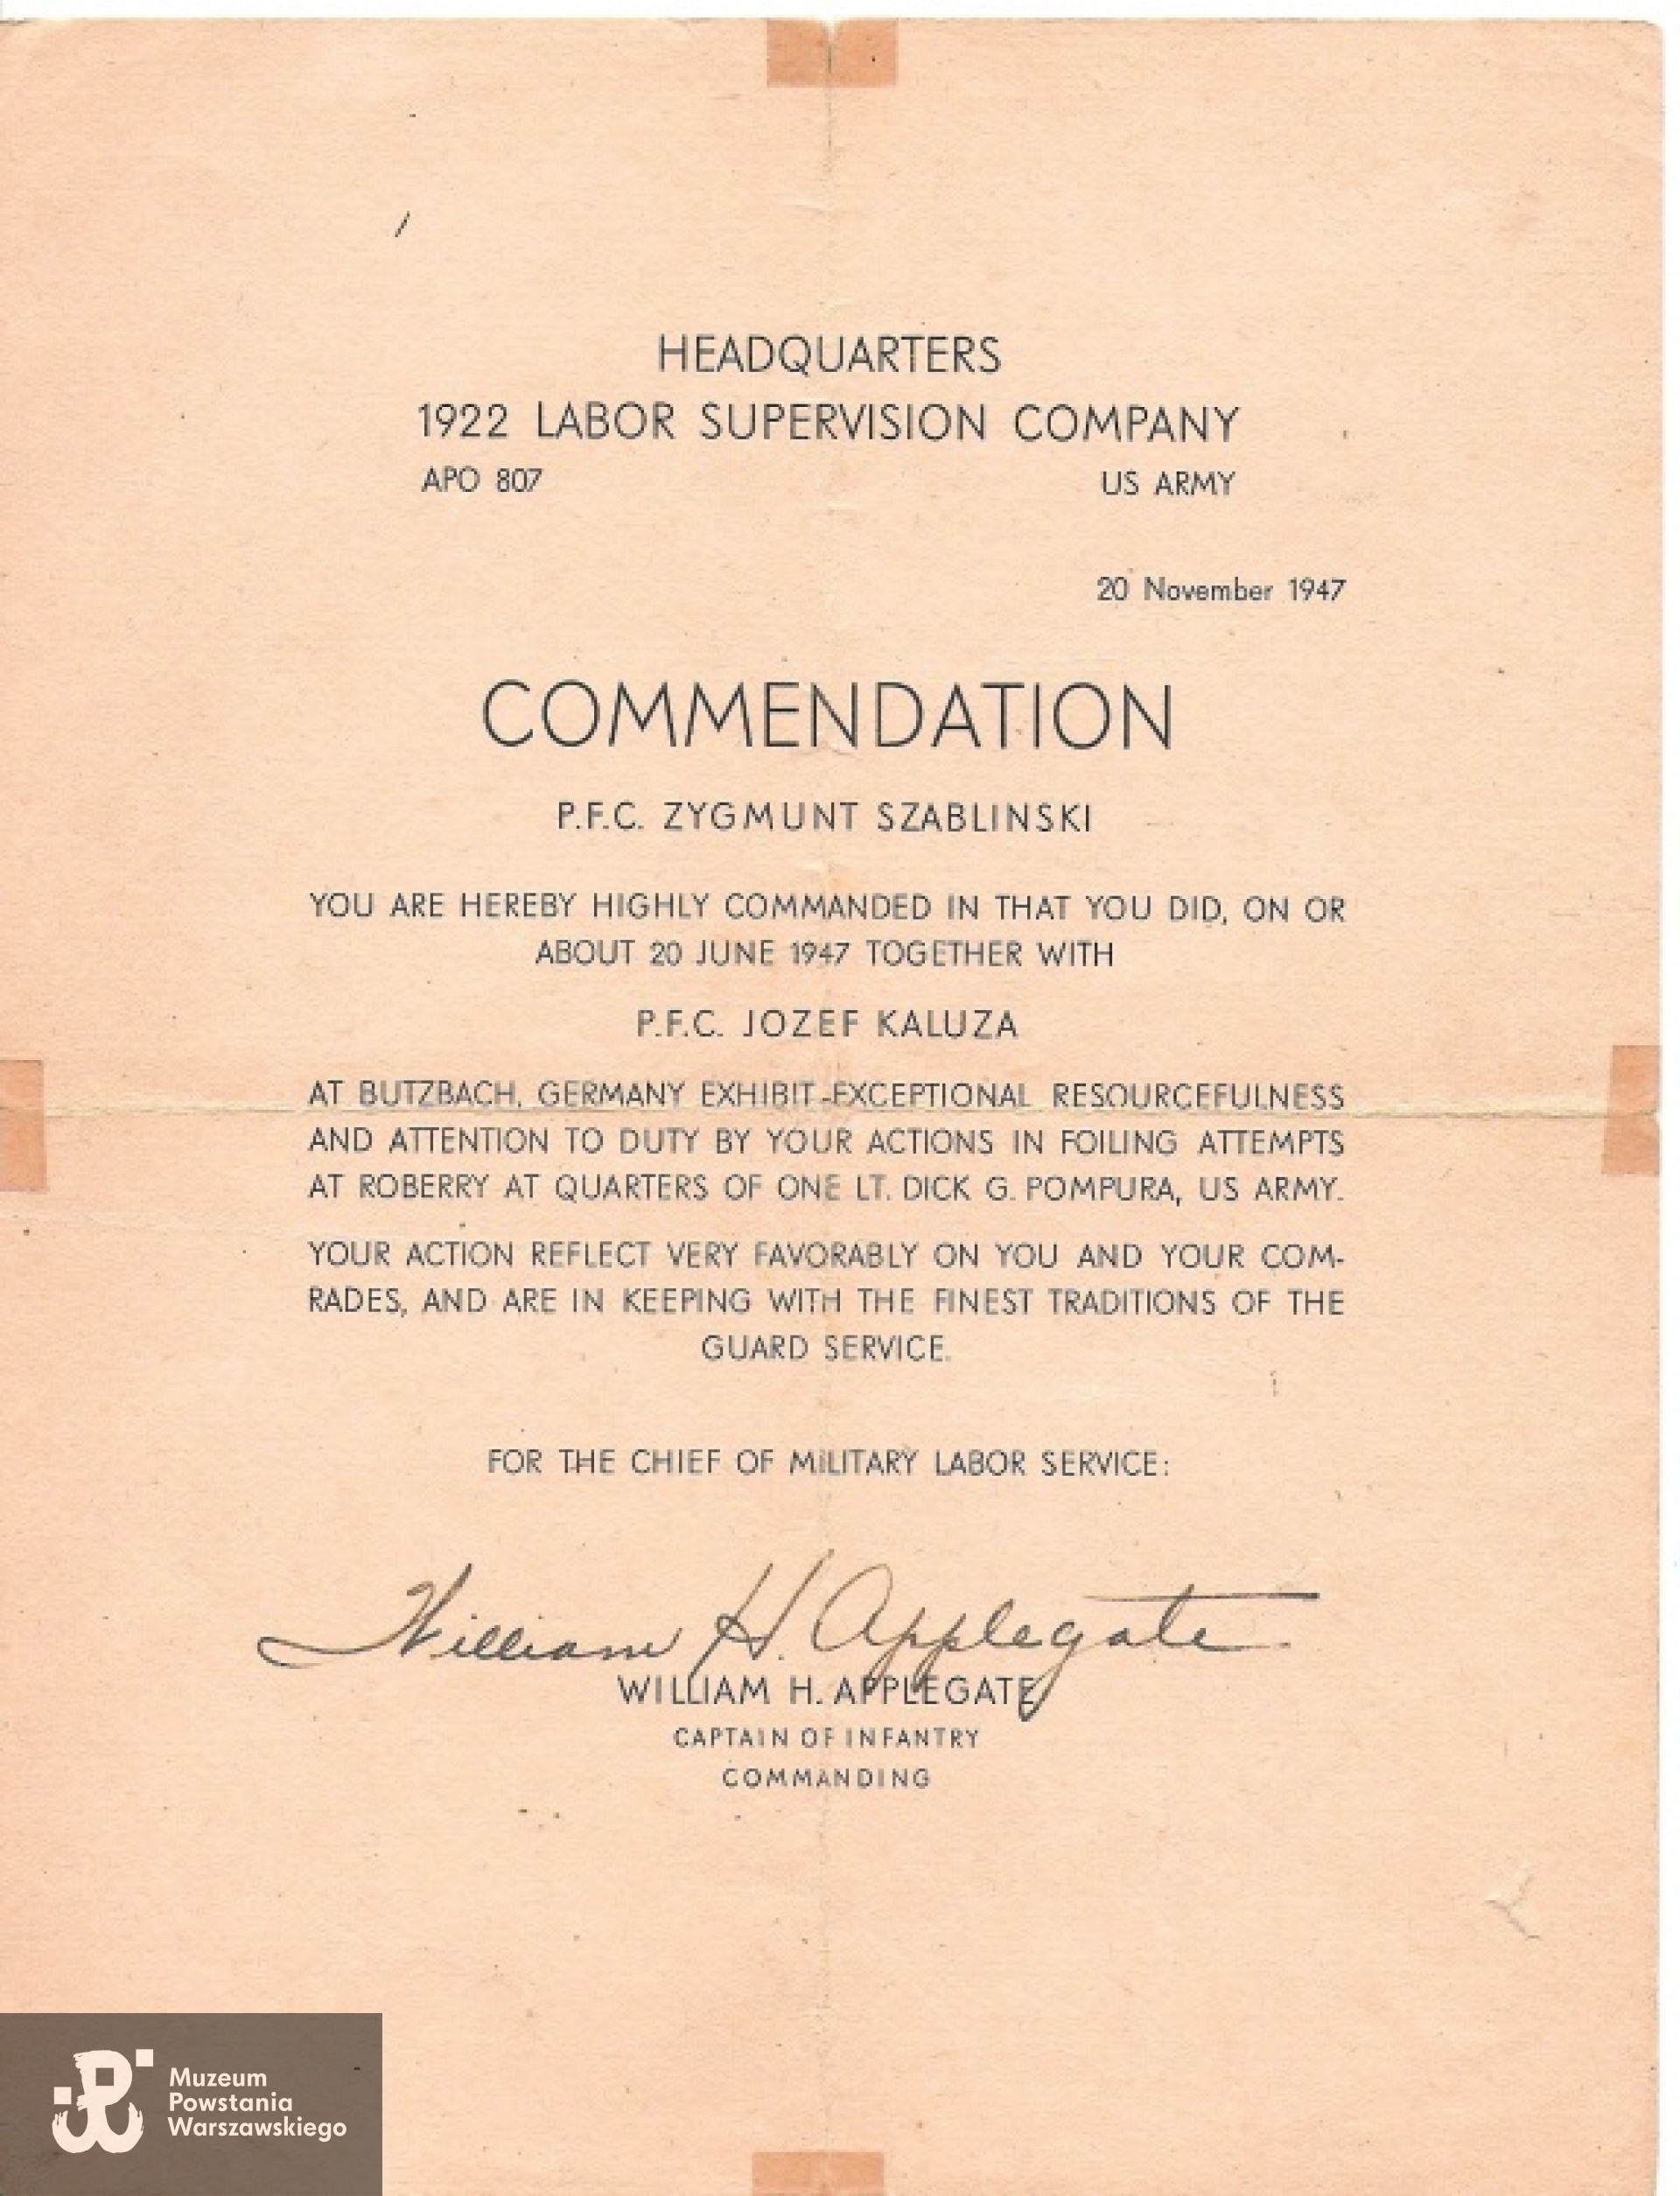 HEADQUARTERS
1922 LABOR SUPERVISION COMPANY
APO 807 US ARMY
20 November 1947
COMMENDATION
P.F.C. ZYGMUNT SZABLINSKI
YOU ARE HEREBY HIGHLY COMMANDED IN THAT YOU DID, ON OR
ABOUT 20 JUNE 1947 TOGETHER WITH
P.F.C. JOZEF KALUZA
AT BUTZBACH, GERMANY EXHIBIT EXCEPTIONAL RESOURCEFULNESS
AND ATTENTION TO DUTY BY YOUR ACTIONS IN FOILING ATTEMPTS
AT ROBERRY AT QUARTERS OF ONE LT. DICK G. POMPURA, US ARMY.
YOUR ACTION REFLECT VERY FAVORABLY ON YOU AND YOUR COM-
RADES, AND ARE IN KEEPING WITH THE FINEST TRADITIONS OF THE
GUARD SERVICE.
FOR THE CHIEF OF MILITARY LABOR SERVICE:
William H. Applegate.
WILLIAM H. APPLEGATE
CAPTAIN OF INFANTRY
COMMANDING
Muzeum
Powstania
Warszawskiego